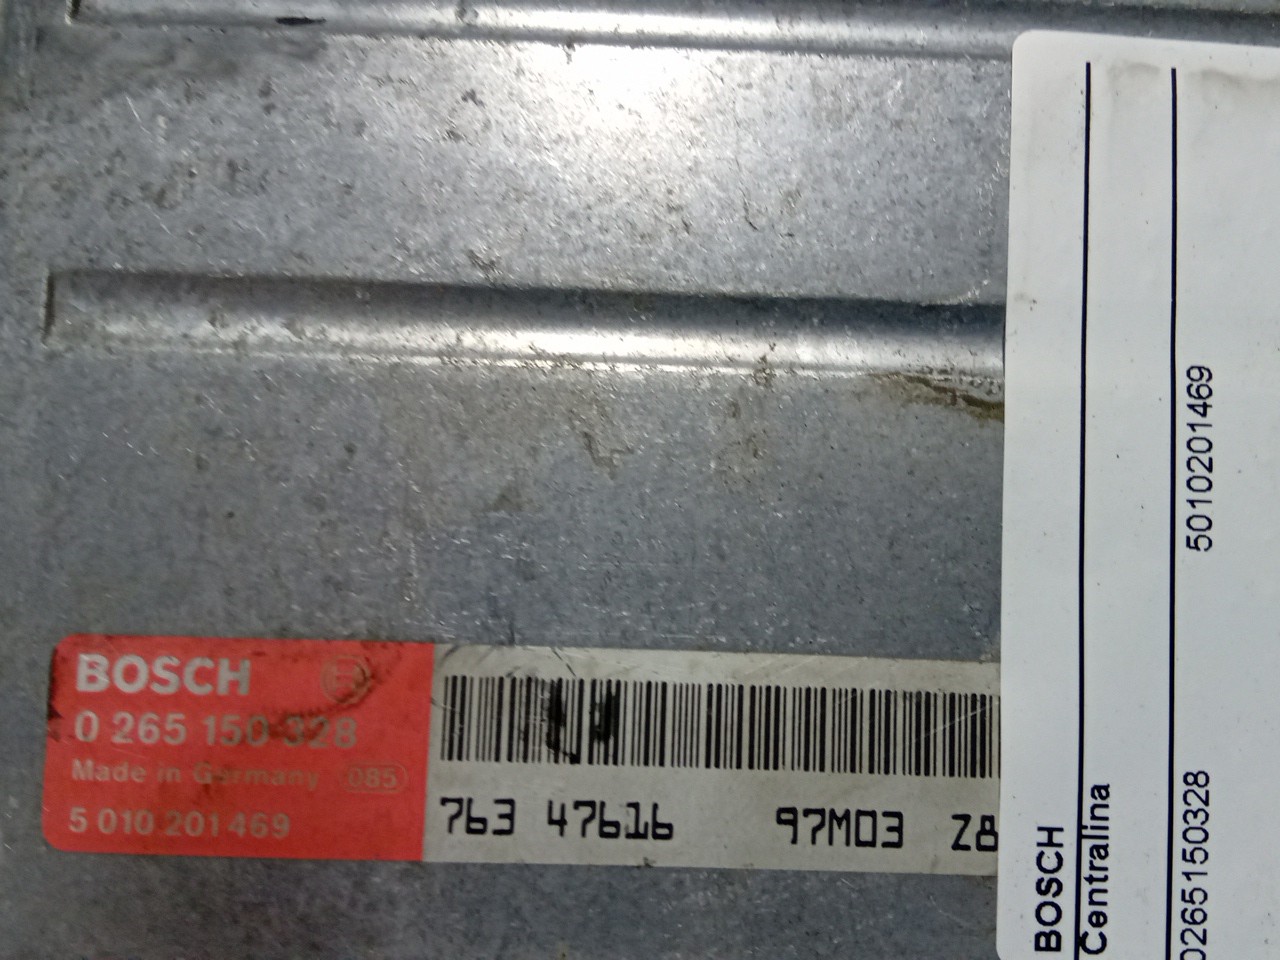 BOSCH
0 265 150 328
Made in Germany 085
5 010 201 469
763 47616 97M03 Z8
BOSCH
Centralina
0265150328 5010201469